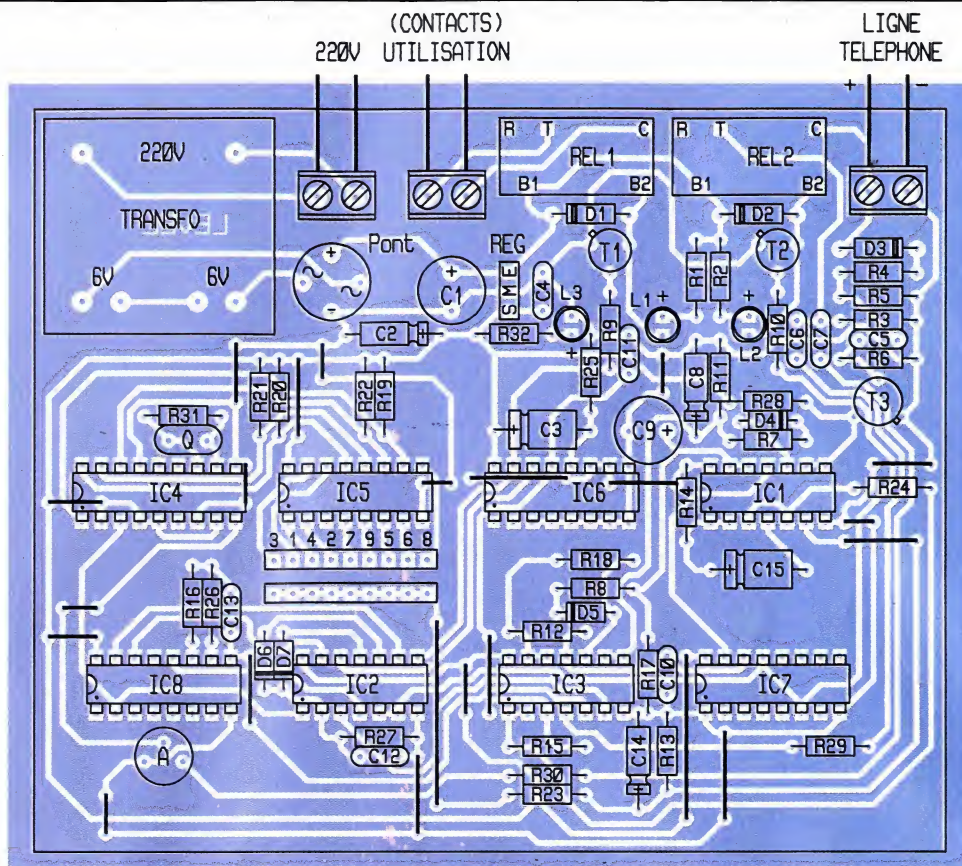 (CONTACTS)
220V UTILISATION
LIGNE
TELEPHONE
+ -
220V
TRANSFO
6V 6V
R T C
REL1
B1 B2
R T C
REL2
B1 B2
D1
D2
Pont
+
-
REG
S M E
C1
+
C4
T1
T2
L3
L1 +
L2
+
R1
R2
R9
R10
C6
C7
D3
R4
R5
R3
C5
R6
T3
C2
R32
R25
C11
C8
R11
R28
D4
R7
R21
R20
R22
R19
R31
Q
C3
C9 +
IC4
IC5
IC6
IC1
R14
R24
3 1 4 2 7 9 5 6 8
C15
R18
R8
D5
R12
R16
R26
C13
D6
D7
IC8
IC2
IC3
R17
C10
IC7
A
R27
C12
R15
R30
R23
C14
R13
R29